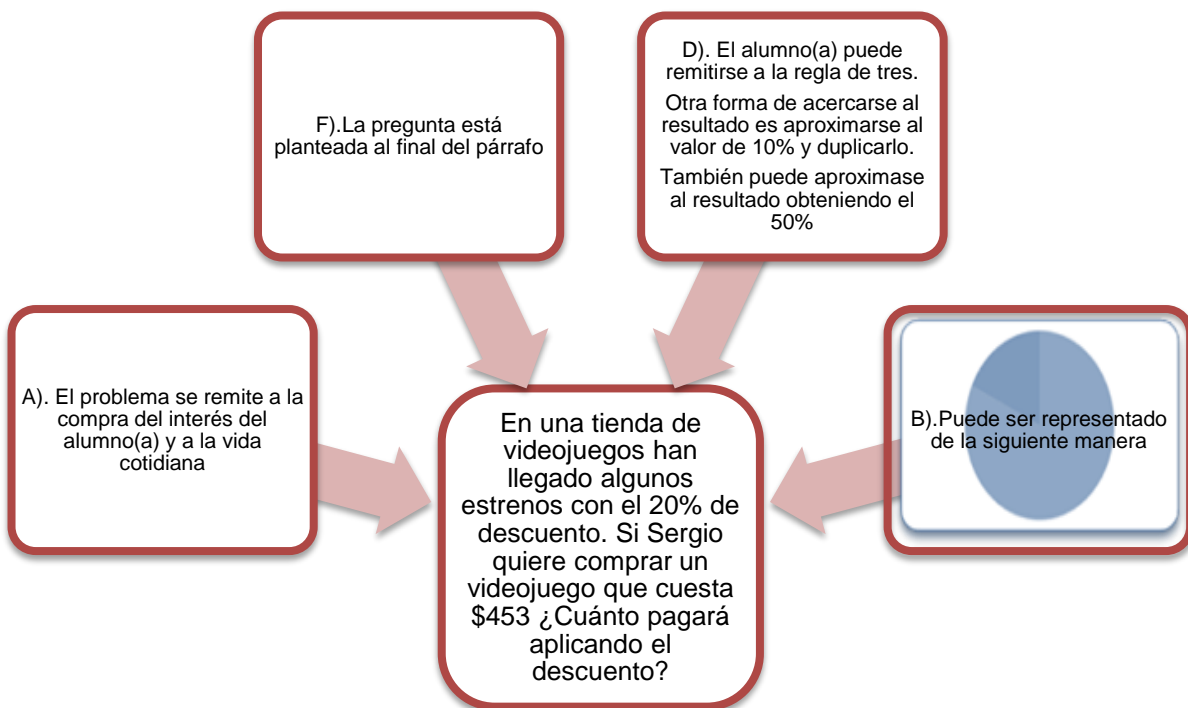 F).La pregunta está
planteada al final del párrafo
D). El alumno(a) puede
remitirse a la regla de tres.
Otra forma de acercarse al
resultado es aproximarse al
valor de 10% y duplicarlo.
También puede aproximase
al resultado obteniendo el
50%
A). El problema se remite a la
compra del interés del
alumno(a) y a la vida
cotidiana
B).Puede ser representado
de la siguiente manera
En una tienda de
videojuegos han
llegado algunos
estrenos con el 20% de
descuento. Si Sergio
quiere comprar un
videojuego que cuesta
$453 ¿Cuánto pagará
aplicando el
descuento?